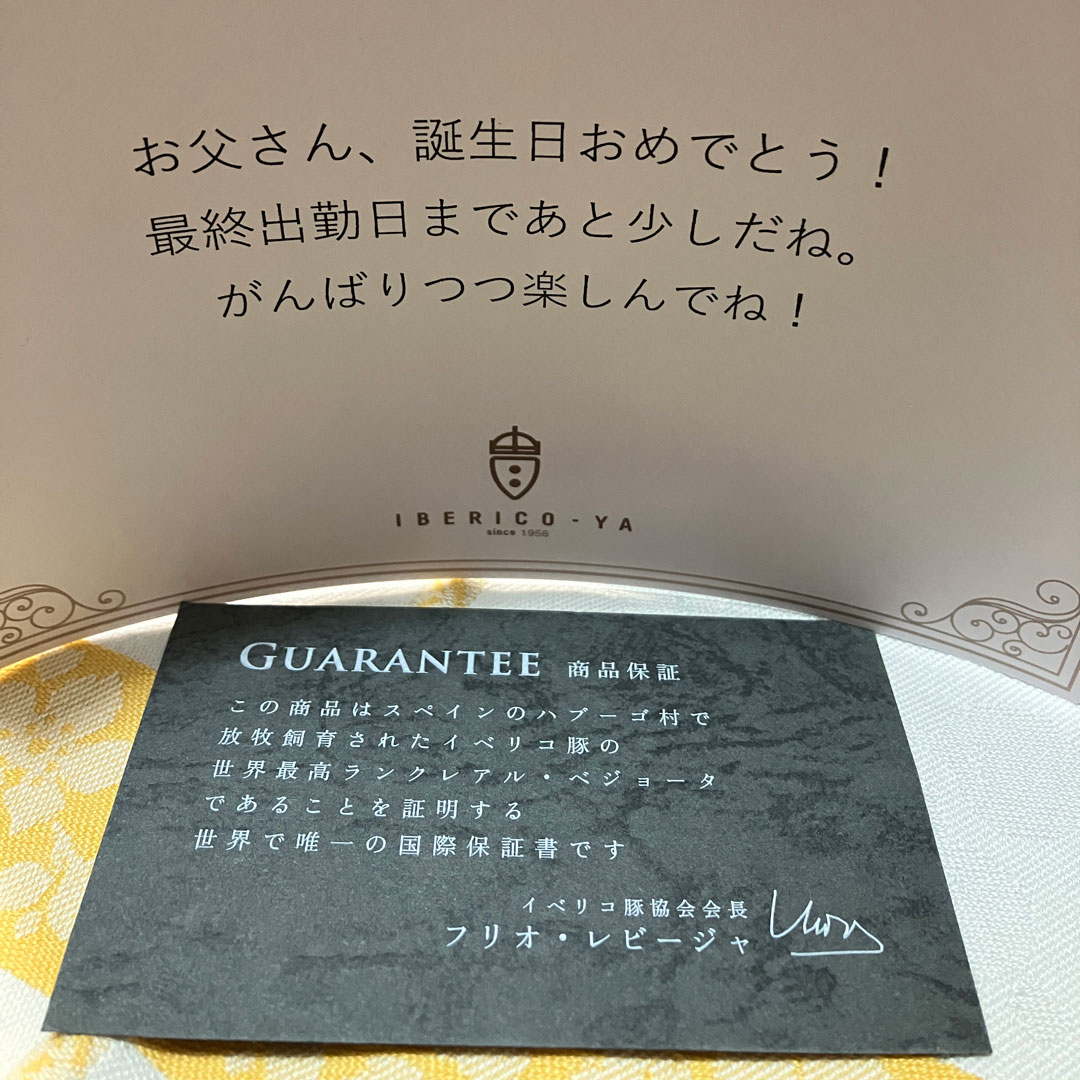 お父さん、誕生日おめでとう！
最終出勤日まであと少しだね。
がんばりつつ楽しんでね！
IBERICO-YA
since 1956
GUARANTEE 商品保証
この商品はスペインのハブーゴ村で
放牧飼育されたイベリコ豚の
世界最高ランクレアル・ベジョータ
であることを証明する
世界で唯一の国際保証書です
イベリコ豚協会会長
フリオ・レビージャ